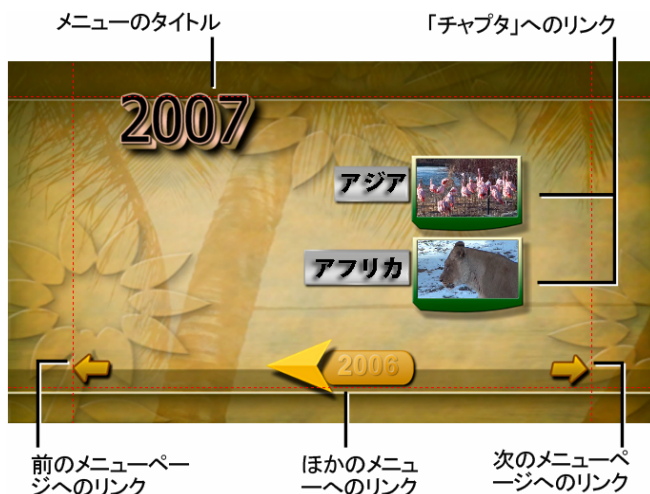 メニューのタイトル
「チャプタ」へのリンク
2007
アジア
アフリカ
2006
前のメニューペー
ジへのリンク
ほかのメニュ
ーへのリンク
次のメニューペ
ージへのリンク